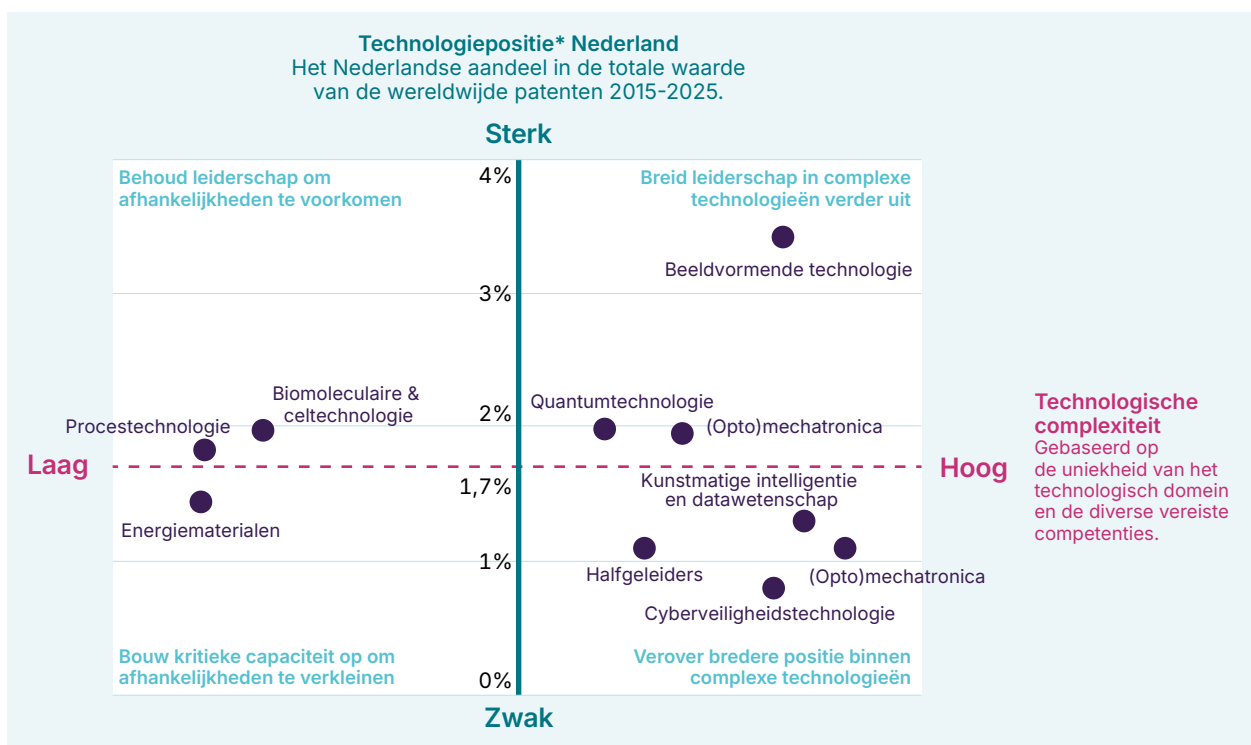 Technologiepositie* Nederland
Het Nederlandse aandeel in de totale waarde
van de wereldwijde patenten 2015-2025.
Sterk
Behoud leiderschap om
afhankelijkheden te voorkomen
4%
Breid leiderschap in complexe
technologieën verder uit
Beeldvormende technologie
3%
Biomoleculaire &
celtechnologie
Procestechnologie
2%
Quantumtechnologie
(Opto)mechatronica
Technologische
complexiteit
Gebaseerd op
de uniekheid van het
technologisch domein
en de diverse vereiste
competenties.
Laag
Hoog
1,7%
Kunstmatige intelligentie
en datawetenschap
Energiematerialen
1%
Halfgeleiders
(Opto)mechatronica
Cyberveiligheidstechnologie
Bouw kritieke capaciteit op om
afhankelijkheden te verkleinen
0%
Verover bredere positie binnen
complexe technologieën
Zwak